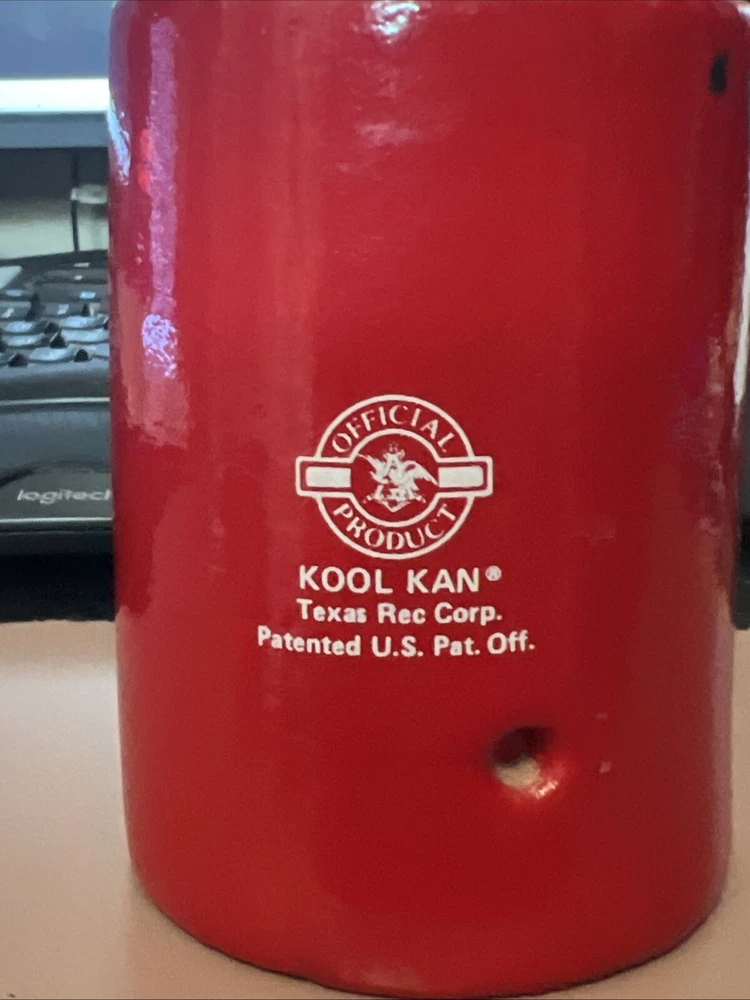 OFFICIAL
A
PRODUCT
KOOL KAN®
Texas Rec Corp.
Patented U.S. Pat. Off.
logitech